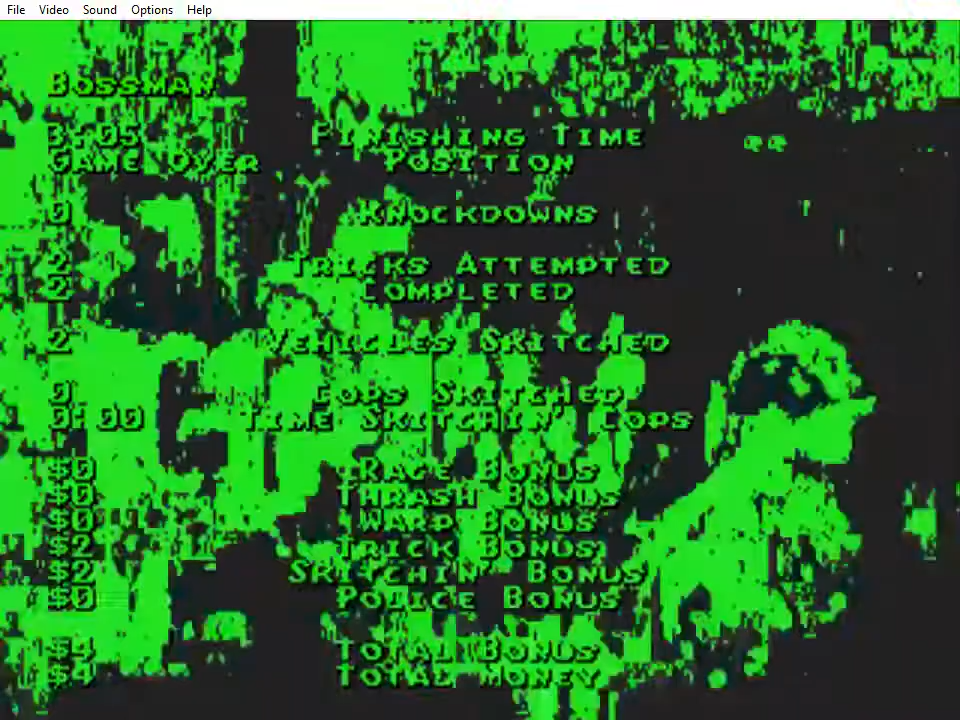 File Video Sound Options Help
BOSSMAN
3:05 FINISHING TIME
GAME OVER POSITION
0 KNOCKDOWNS
2 TRICKS ATTEMPTED
2 COMPLETED
2 VEHICLES SKITCHED
0 COPS SKITCHED
0:00 TIME SKITCHIN' COPS
$0 RACE BONUS
$0 THRASH BONUS
$0 WARP BONUS
$2 TRICK BONUS
$2 SKITCHIN' BONUS
$0 POLICE BONUS
$4 TOTAL BONUS
$4 TOTAL MONEY